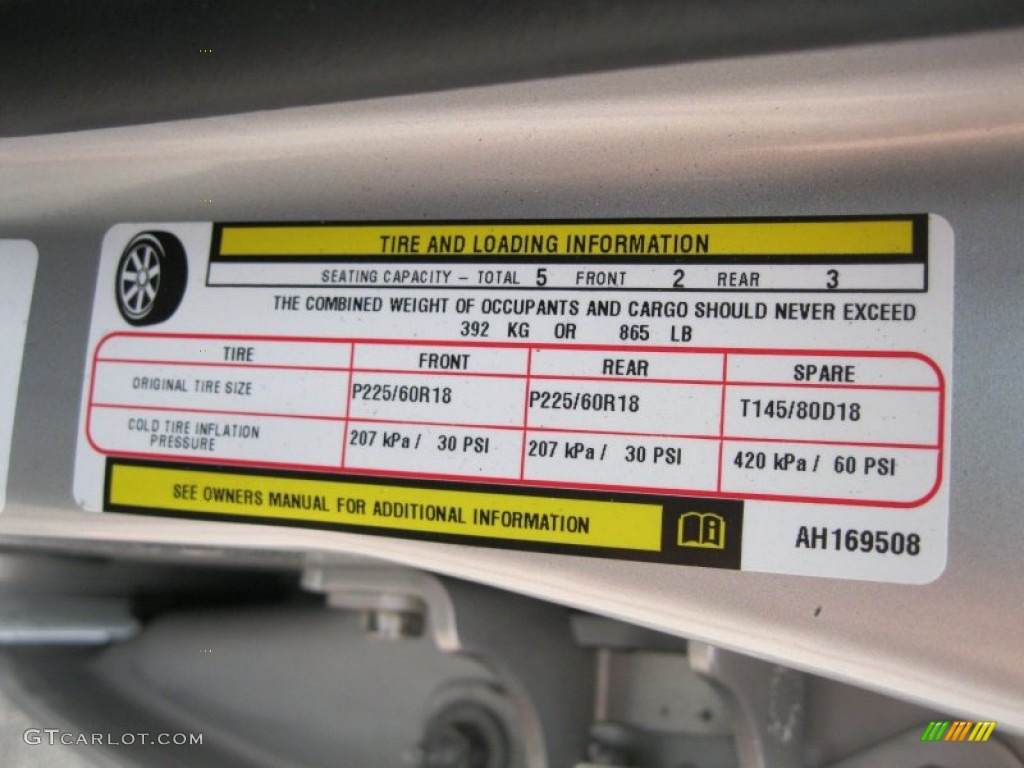 TIRE AND LOADING INFORMATION
SEATING CAPACITY – TOTAL 5 FRONT 2 REAR 3
THE COMBINED WEIGHT OF OCCUPANTS AND CARGO SHOULD NEVER EXCEED
392 KG OR 865 LB
TIRE FRONT REAR SPARE
ORIGINAL TIRE SIZE P225/60R18 P225/60R18 T145/80D18
COLD TIRE INFLATION
PRESSURE 207 kPa / 30 PSI 207 kPa / 30 PSI 420 kPa / 60 PSI
SEE OWNERS MANUAL FOR ADDITIONAL INFORMATION
AH169508
GTCARLOT.COM